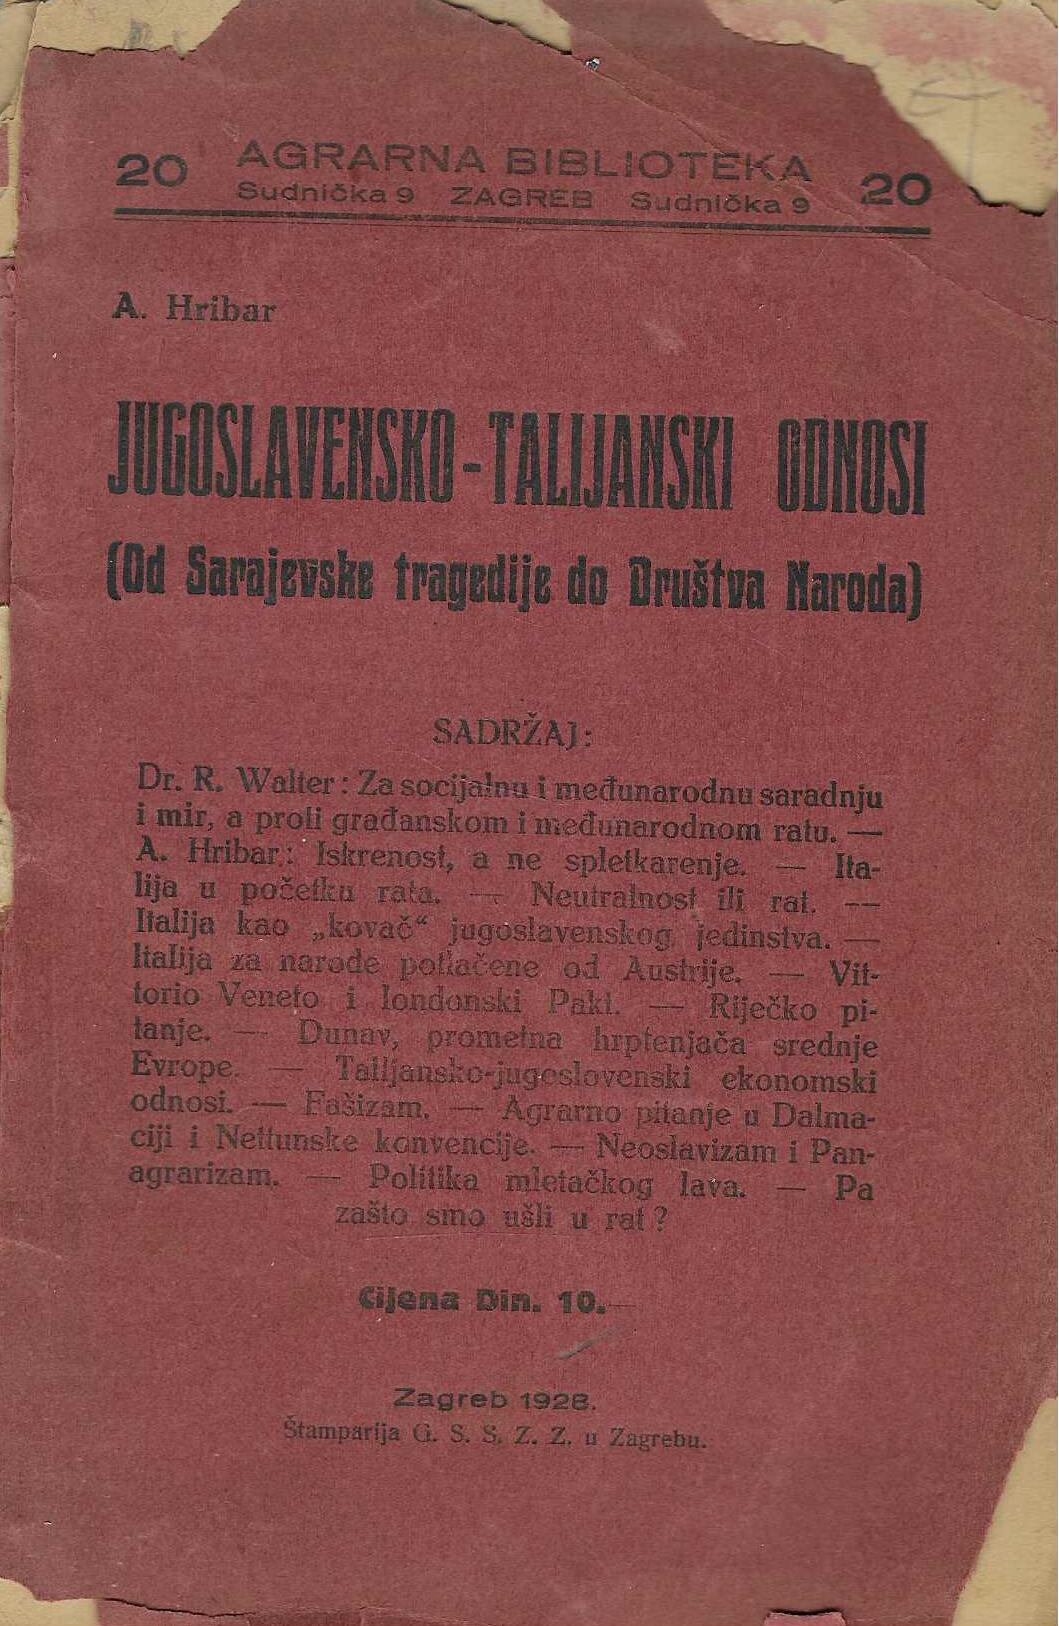 20 AGRARNA BIBLIOTEKA 20
Sudnička 9 ZAGREB Sudnička 9
A. Hribar
JUGOSLAVENSKO-TALIJANSKI ODNOSI
(Od Sarajevske tragedije do Društva Naroda)
SADRŽAJ:
Dr. R. Walter: Za socijalnu i međunarodnu saradnju
i mir, a proti građanskom i međunarodnom ratu. —
A. Hribar: Iskrenost, a ne spletkarenje. — Ita-
lija u početku rata. — Neutralnost ili rat. —
Italija kao „kovač“ jugoslavenskog jedinstva. —
Italija za narode potlačene od Austrije. — Vit-
torio Veneto i londonski Pakt. — Riječko pi-
tanje. — Dunav, prometna hrptenjača srednje
Evrope. — Talijansko-jugoslovenski ekonomski
odnosi. — Fašizam. — Agrarno pitanje u Dalma-
ciji i Nettunske konvencije. — Neoslavizam i Pan-
agrarizam. — Politika mletačkog lava. — Pa
zašto smo ušli u rat?
Cijena Din. 10.—
Zagreb 1928.
Štamparija G. S. S. Z. Z. u Zagrebu.